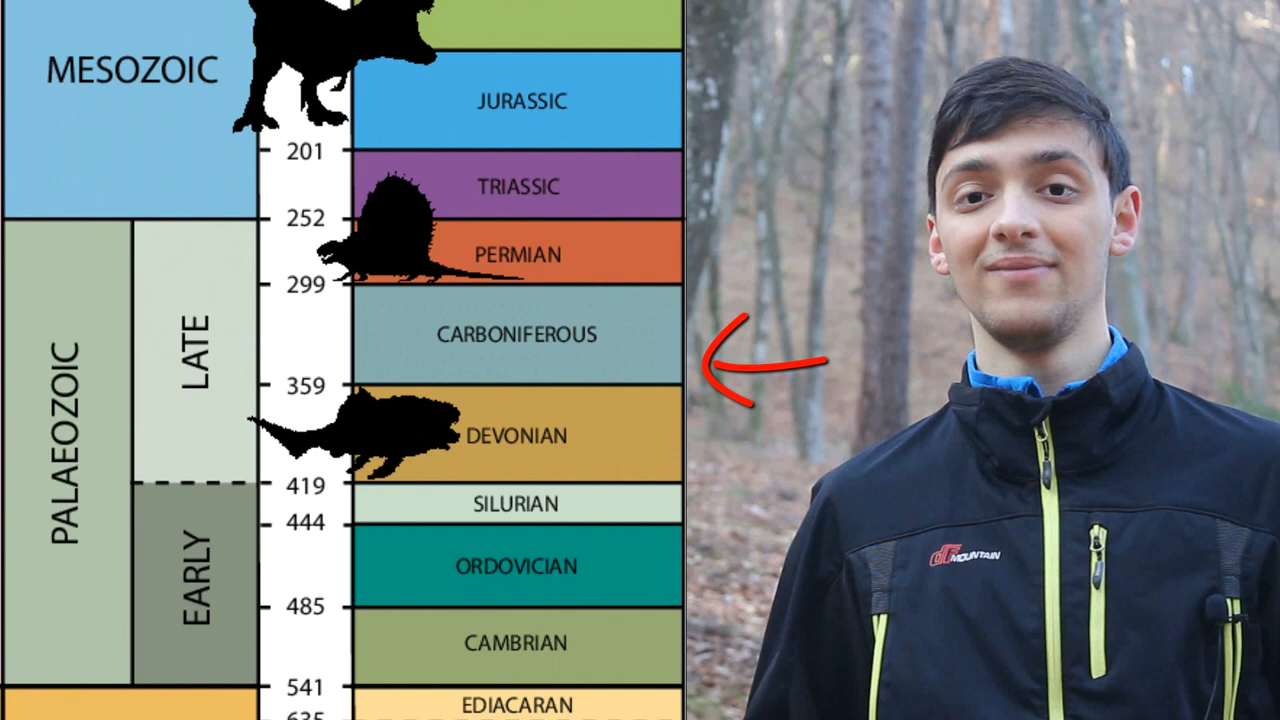 MESOZOIC
JURASSIC
201
TRIASSIC
252
PERMIAN
299
CARBONIFEROUS
LATE
359
PALAEOZOIC
DEVONIAN
419
SILURIAN
444
EARLY
ORDOVICIAN
485
CAMBRIAN
541
EDIACARAN
635
MOUNTAIN